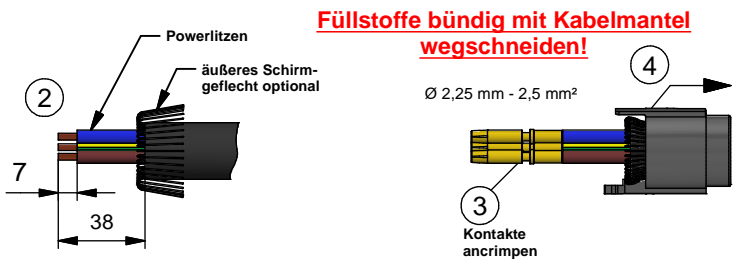 Füllstoffe bündig mit Kabelmantel
wegschneiden!
Powerlitzen
2
äußeres Schirm-
geflecht optional
7
38
4
Ø 2,25 mm - 2,5 mm²
3
Kontakte
ancrimpen